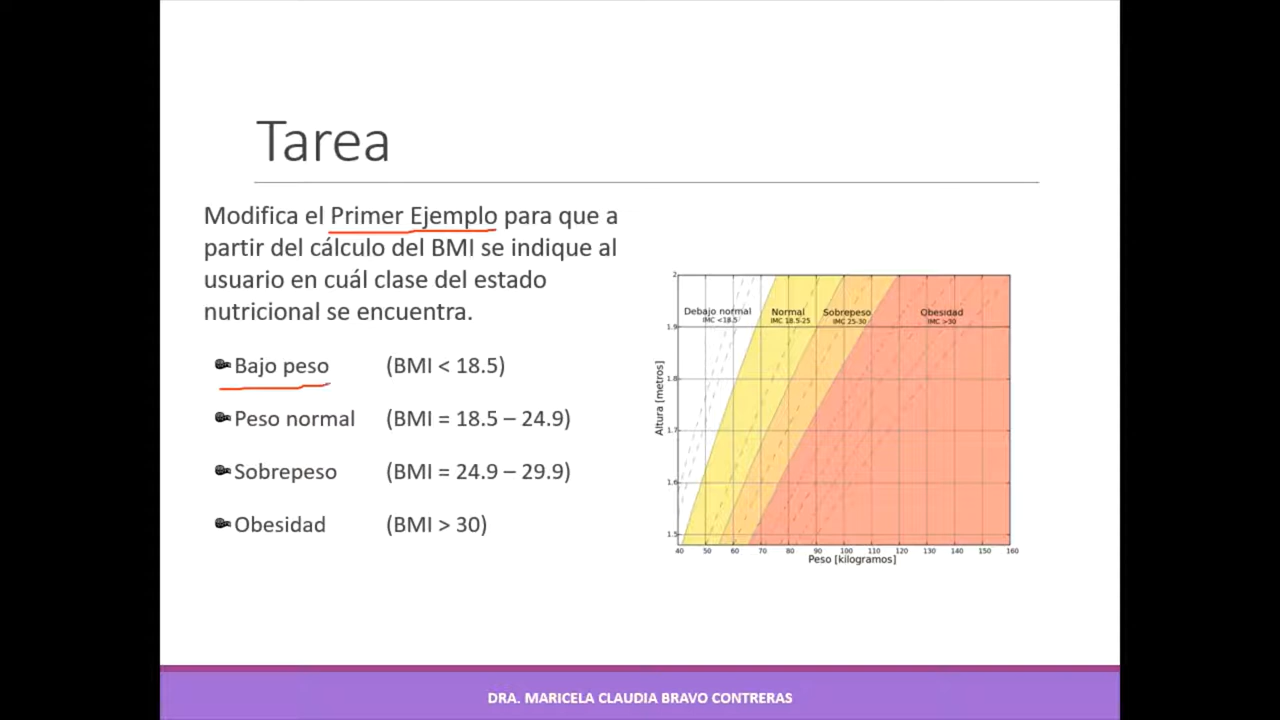 Tarea
Modifica el Primer Ejemplo para que a
partir del cálculo del BMI se indique al
usuario en cuál clase del estado
nutricional se encuentra.
Bajo peso (BMI < 18.5)
Peso normal (BMI = 18.5 – 24.9)
Sobrepeso (BMI = 24.9 – 29.9)
Obesidad (BMI > 30)
Debajo normal Normal Sobrepeso Obesidad
IMC <18.5 IMC 18.5-25 IMC 25-30 IMC >30
Altura [metros]
2
1.9
1.8
1.7
1.6
1.5
40 50 60 70 80 90 100 110 120 130 140 150 160
Peso [kilogramos]
DRA. MARICELA CLAUDIA BRAVO CONTRERAS